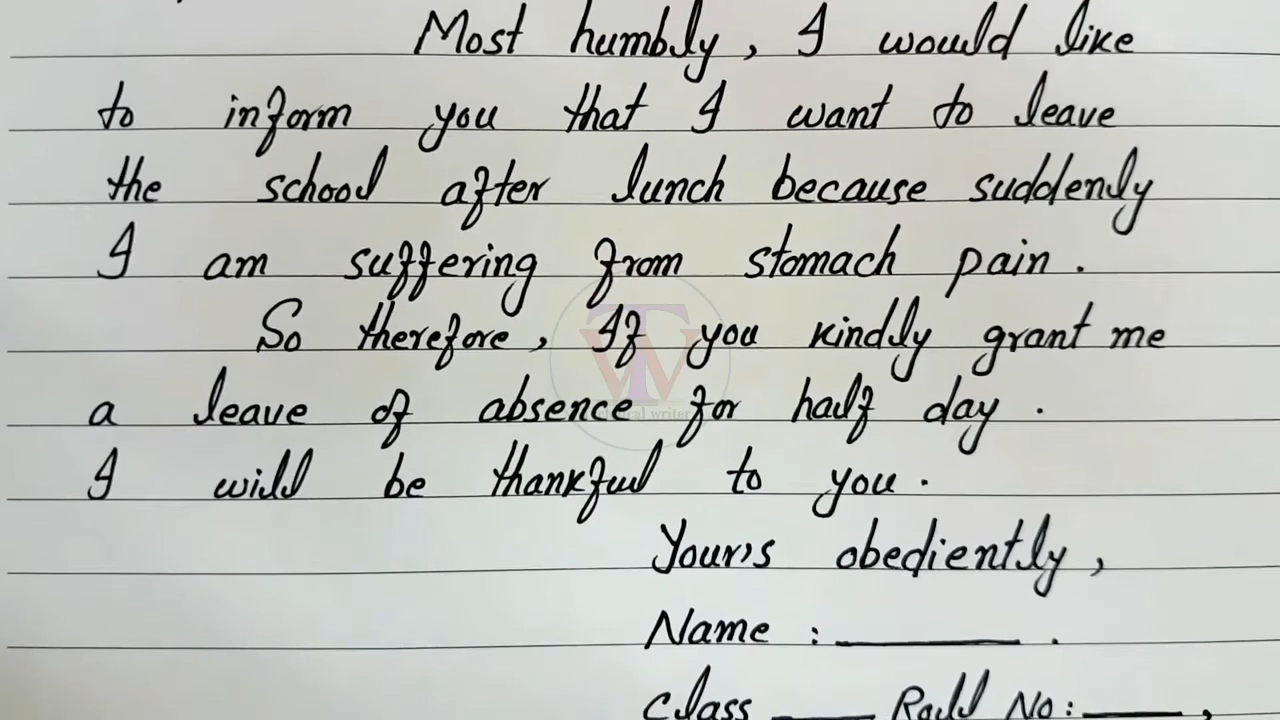 Most humbly, I would like
to inform you that I want to leave
the school after lunch because suddenly
I am suffering from stomach pain.
So therefore, If you kindly grant me
a leave of absence for half day.
I will be thankful to you.
Your's obediently,
Name : ______ .
Class ____ Roll No: ____ ,